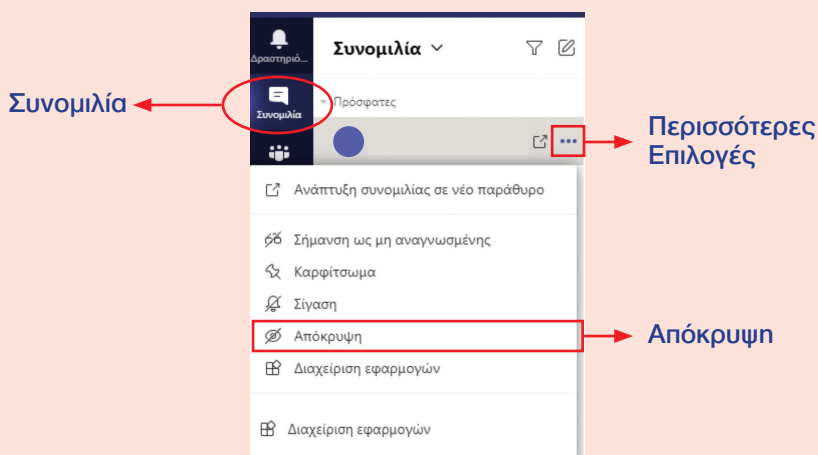 Δραστηριό...
Συνομιλία
Συνομιλία
Συνομιλία
Πρόσφατες
Περισσότερες
Επιλογές
Ανάπτυξη συνομιλίας σε νέο παράθυρο
Σήμανση ως μη αναγνωσμένης
Καρφίτσωμα
Σίγαση
Απόκρυψη
Απόκρυψη
Διαχείριση εφαρμογών
Διαχείριση εφαρμογών